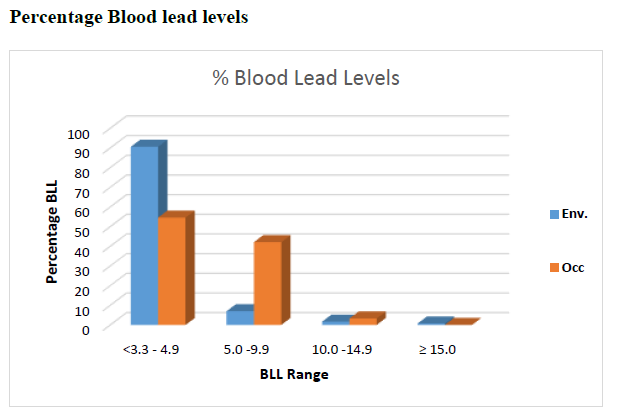 Percentage Blood lead levels
% Blood Lead Levels
100
90
80
70
60
50
40
30
20
10
0
Percentage BLL
<3.3 - 4.9
5.0 -9.9
10.0 -14.9
≥ 15.0
BLL Range
Env.
Occ